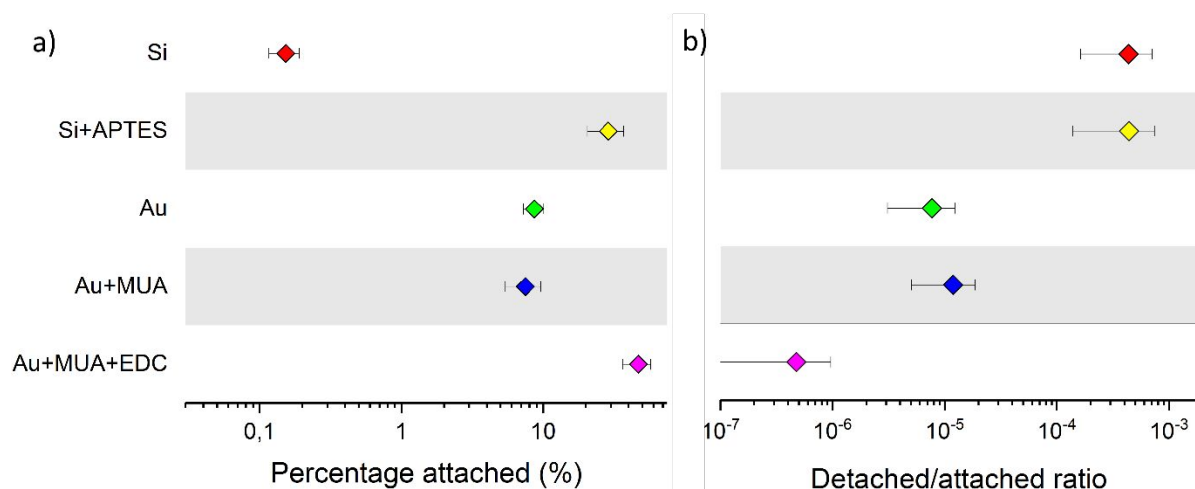 a)
Si
Si+APTES
Au
Au+MUA
Au+MUA+EDC
0,1 1 10
Percentage attached (%)
b)
10⁻⁷ 10⁻⁶ 10⁻⁵ 10⁻⁴ 10⁻³
Detached/attached ratio